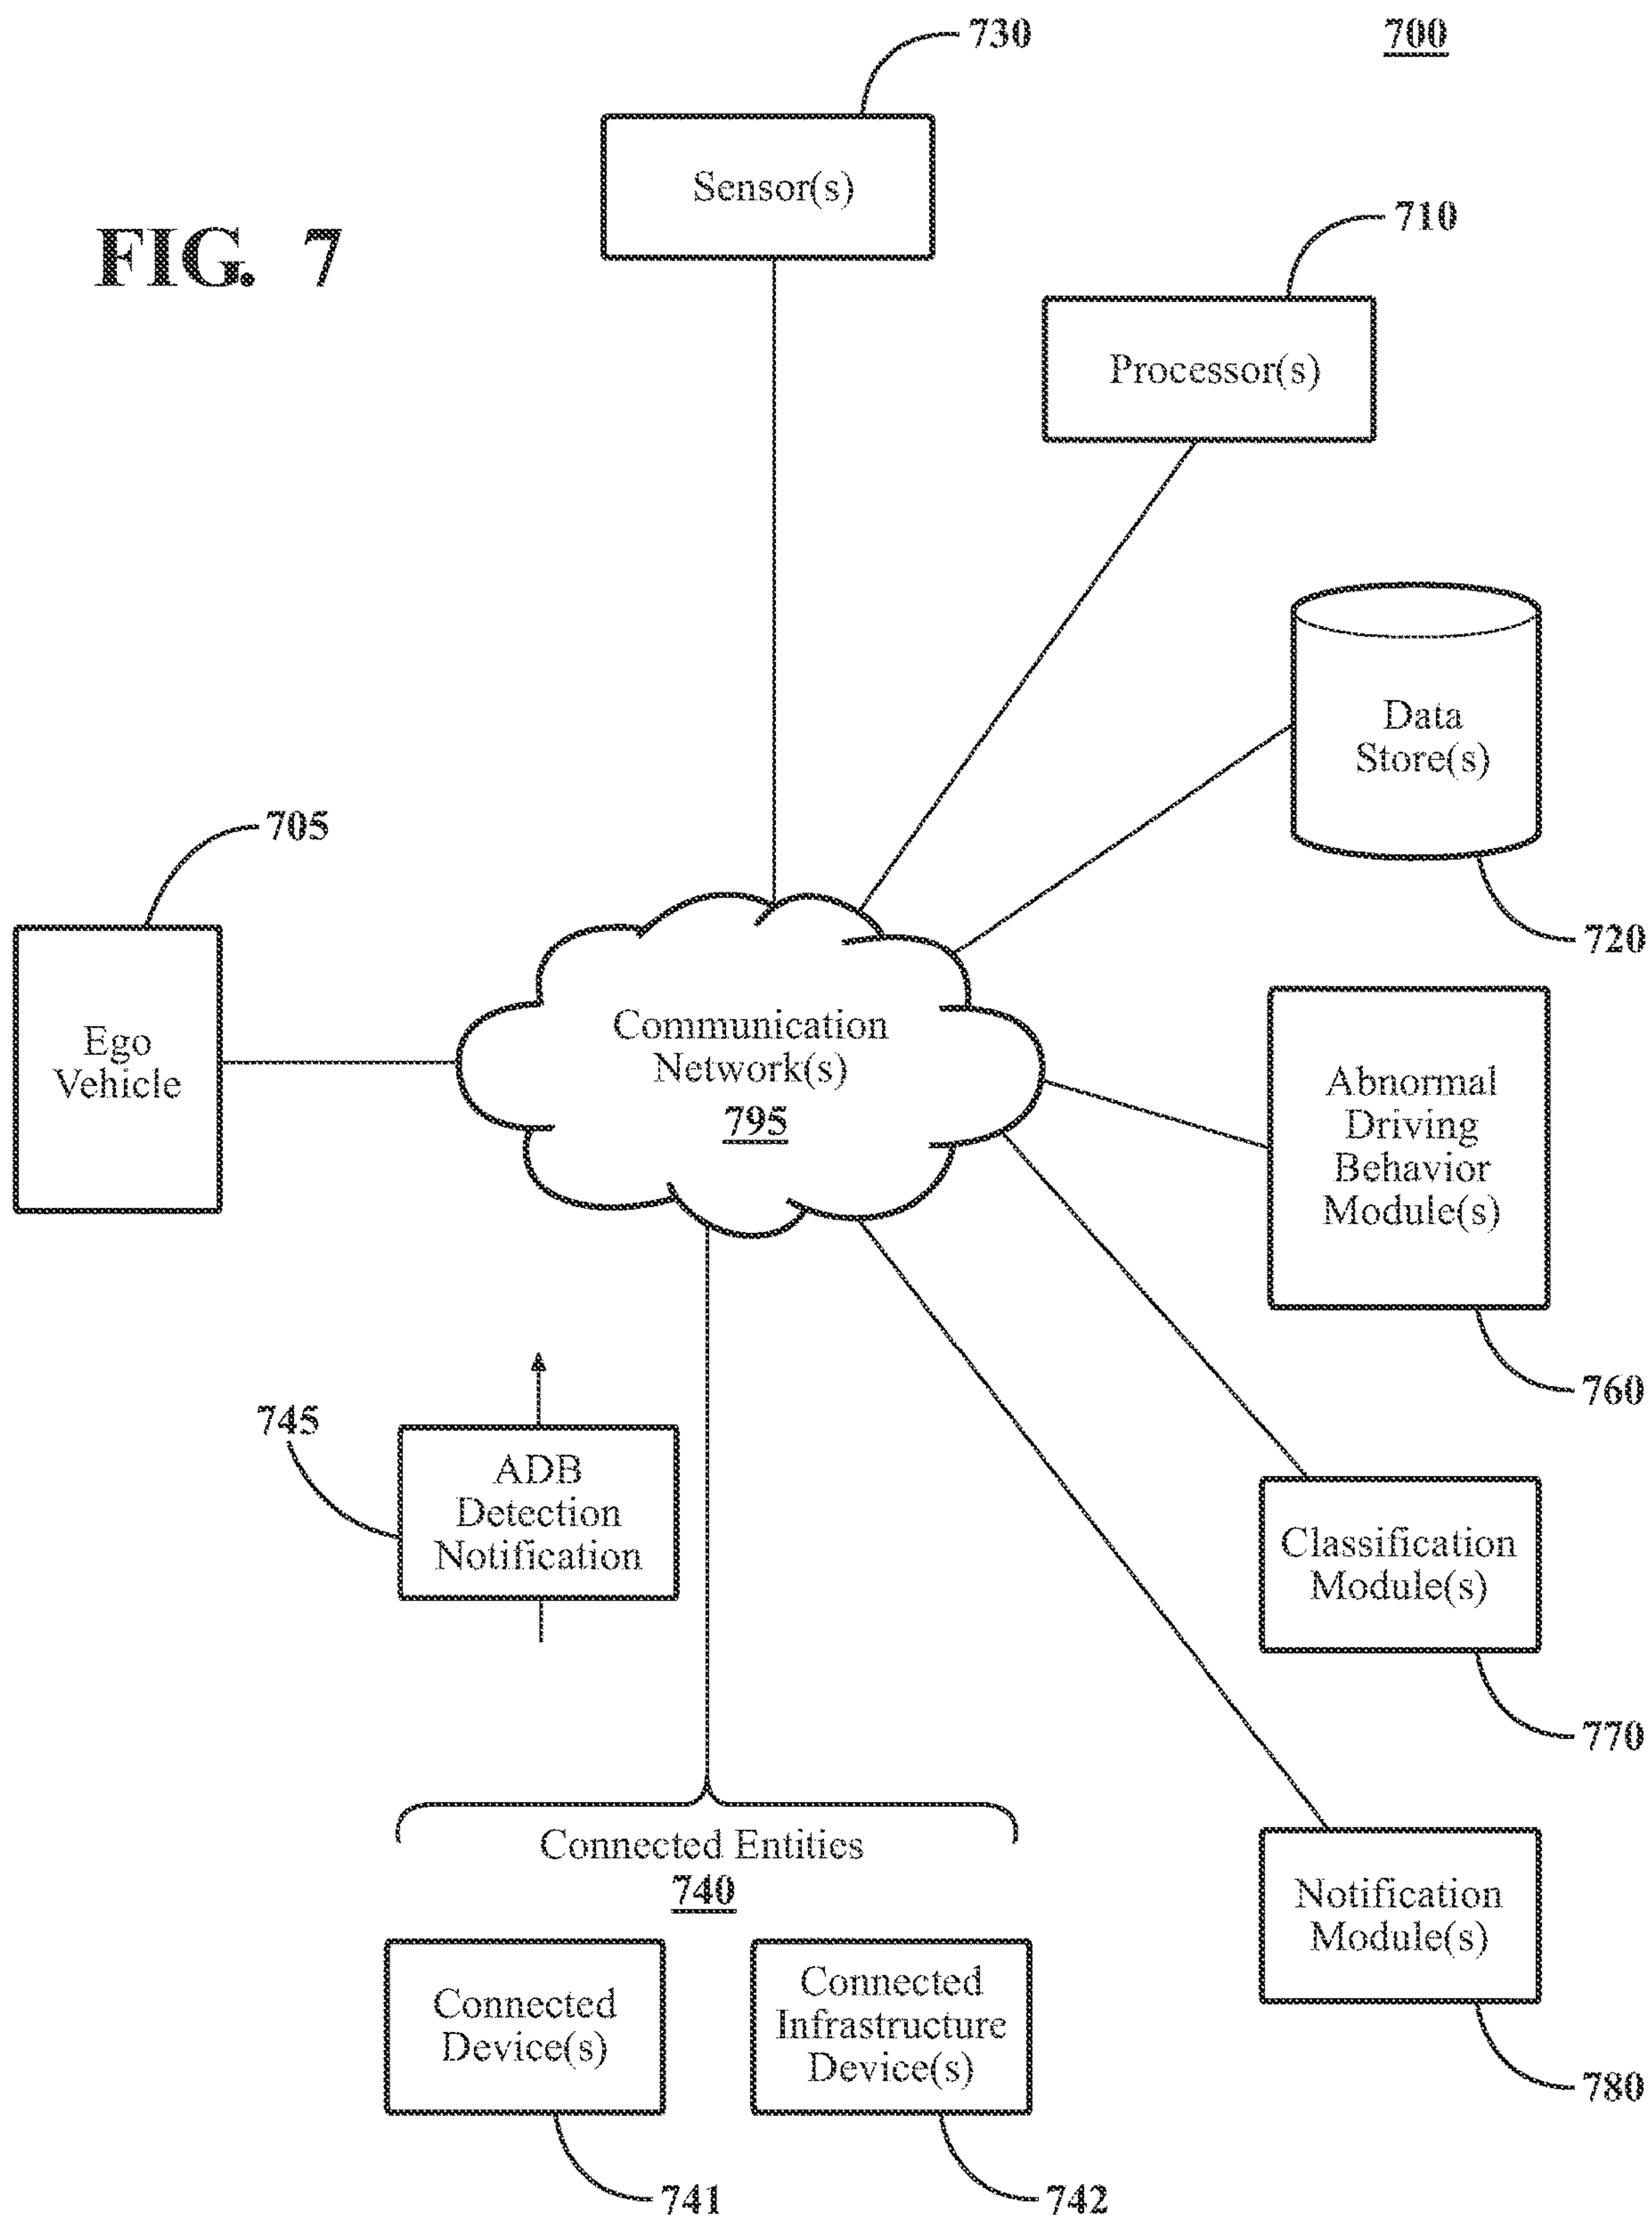 730
700
Sensor(s)
FIG. 7
710
Processor(s)
Data
Store(s)
720
705
Ego
Vehicle
Communication
Network(s)
795
Abnormal
Driving
Behavior
Module(s)
760
745
ADB
Detection
Notification
Classification
Module(s)
770
Connected Entities
740
Notification
Module(s)
780
Connected
Device(s)
741
Connected
Infrastructure
Device(s)
742